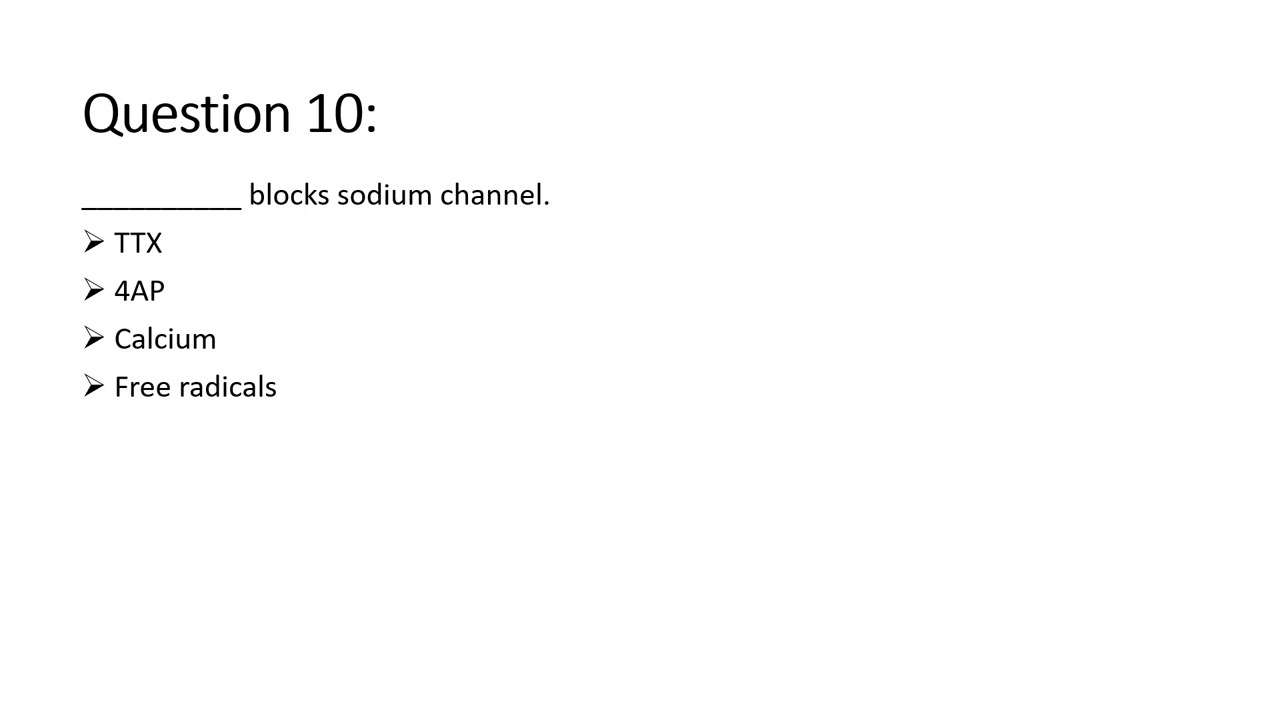 Question 10:
__________ blocks sodium channel.
➢ TTX
➢ 4AP
➢ Calcium
➢ Free radicals